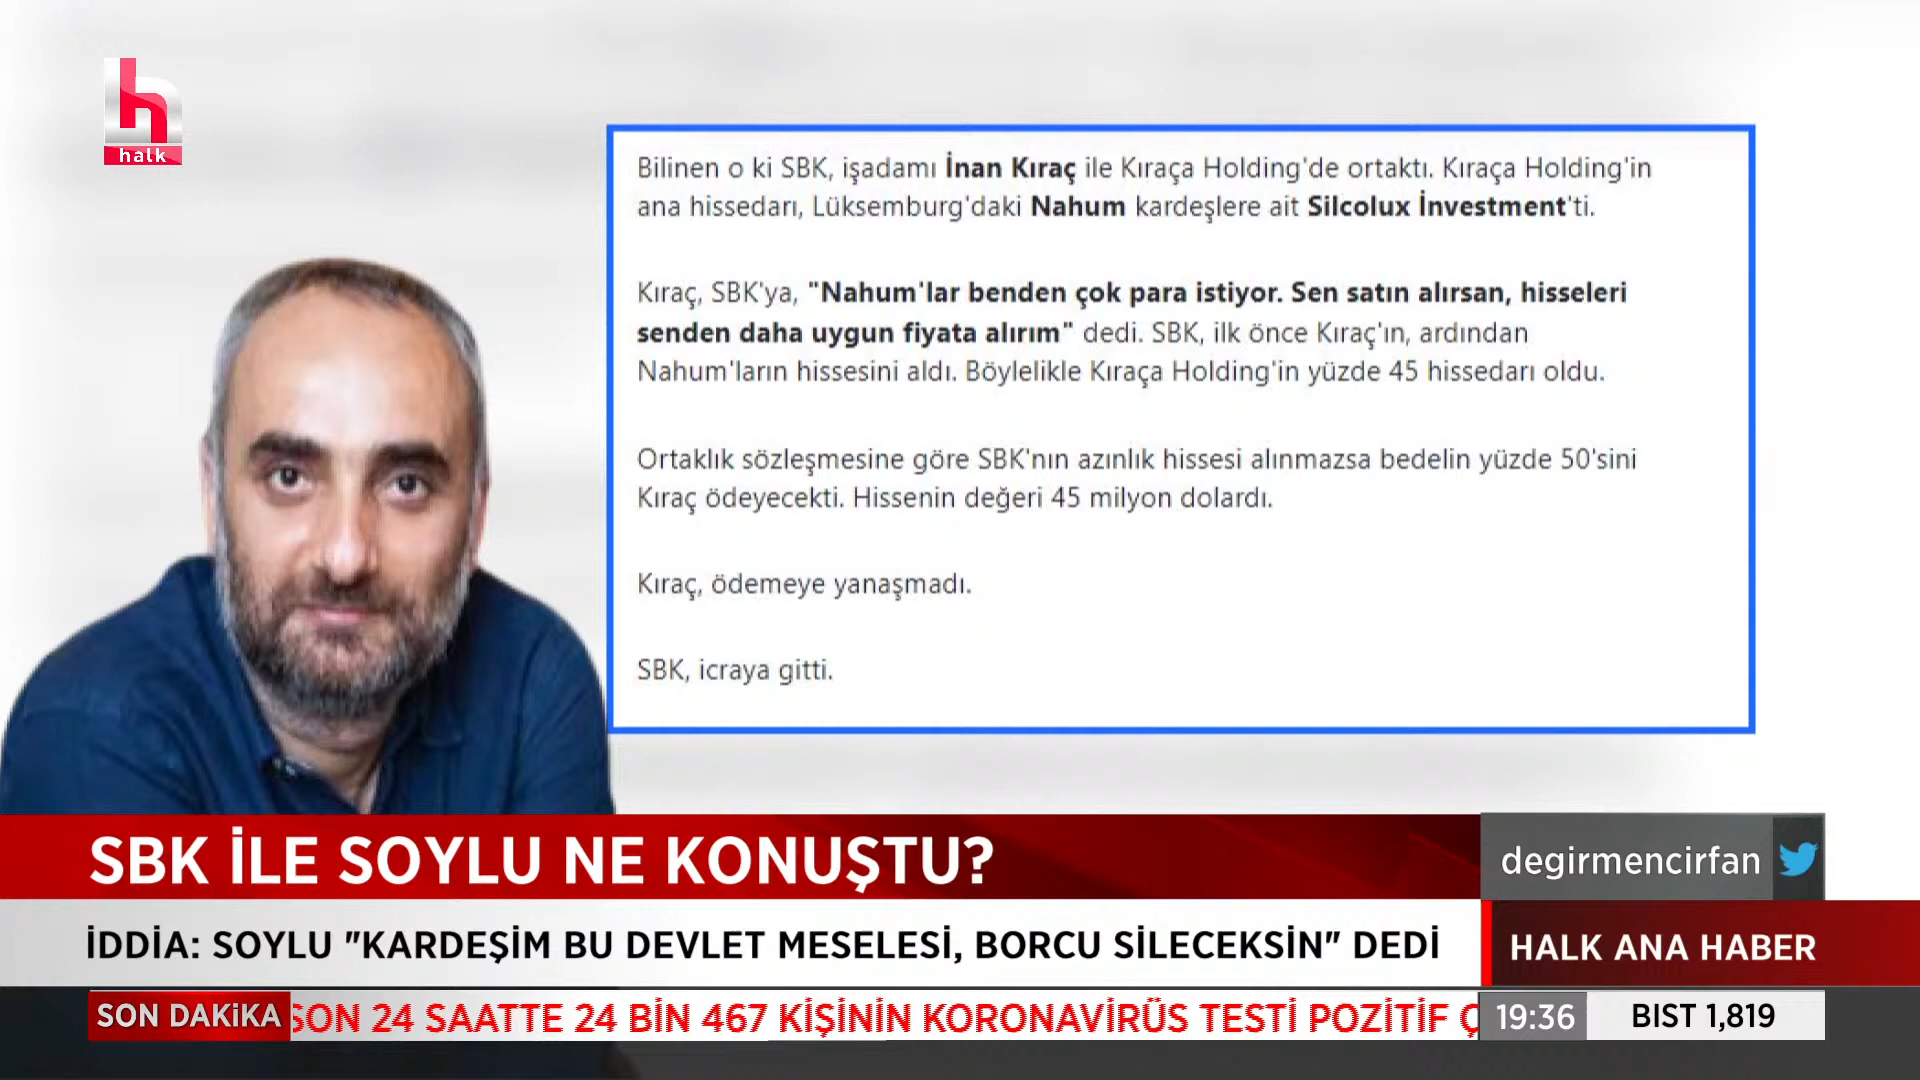 halk
Bilinen o ki SBK, işadamı İnan Kıraç ile Kıraça Holding'de ortaktı. Kıraça Holding'in
ana hissedarı, Lüksemburg'daki Nahum kardeşlere ait Silcolux İnvestment'ti.
Kıraç, SBK'ya, "Nahum'lar benden çok para istiyor. Sen satın alırsan, hisseleri
senden daha uygun fiyata alırım" dedi. SBK, ilk önce Kıraç'ın, ardından
Nahum'ların hissesini aldı. Böylelikle Kıraça Holding'in yüzde 45 hissedarı oldu.
Ortaklık sözleşmesine göre SBK'nın azınlık hissesi alınmazsa bedelin yüzde 50'sini
Kıraç ödeyecekti. Hissenin değeri 45 milyon dolardı.
Kıraç, ödemeye yanaşmadı.
SBK, icraya gitti.
SBK İLE SOYLU NE KONUŞTU?
degirmencirfan
İDDİA: SOYLU "KARDEŞİM BU DEVLET MESELESİ, BORCU SİLECEKSİN" DEDİ
HALK ANA HABER
SON DAKİKA
SON 24 SAATTE 24 BİN 467 KİŞİNİN KORONAVİRÜS TESTİ POZİTİF Ç
19:36
BIST 1,819